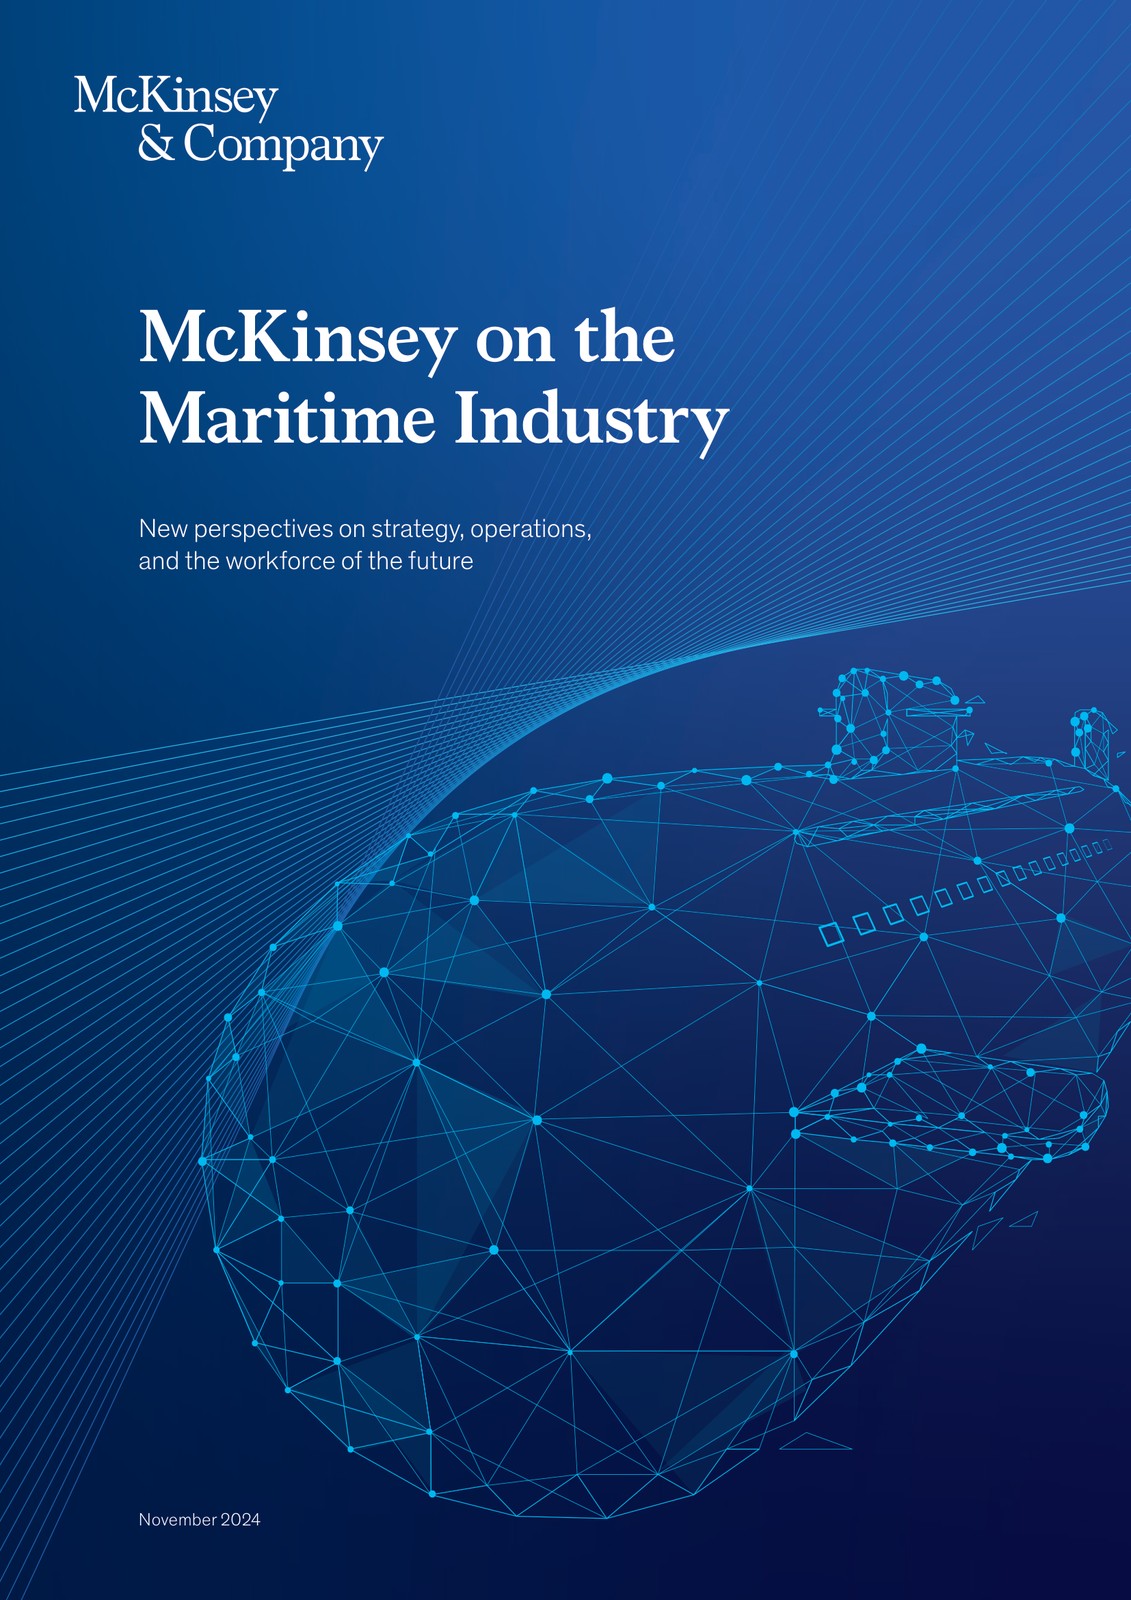 McKinsey
& Company
McKinsey on the
Maritime Industry
New perspectives on strategy, operations,
and the workforce of the future
November 2024